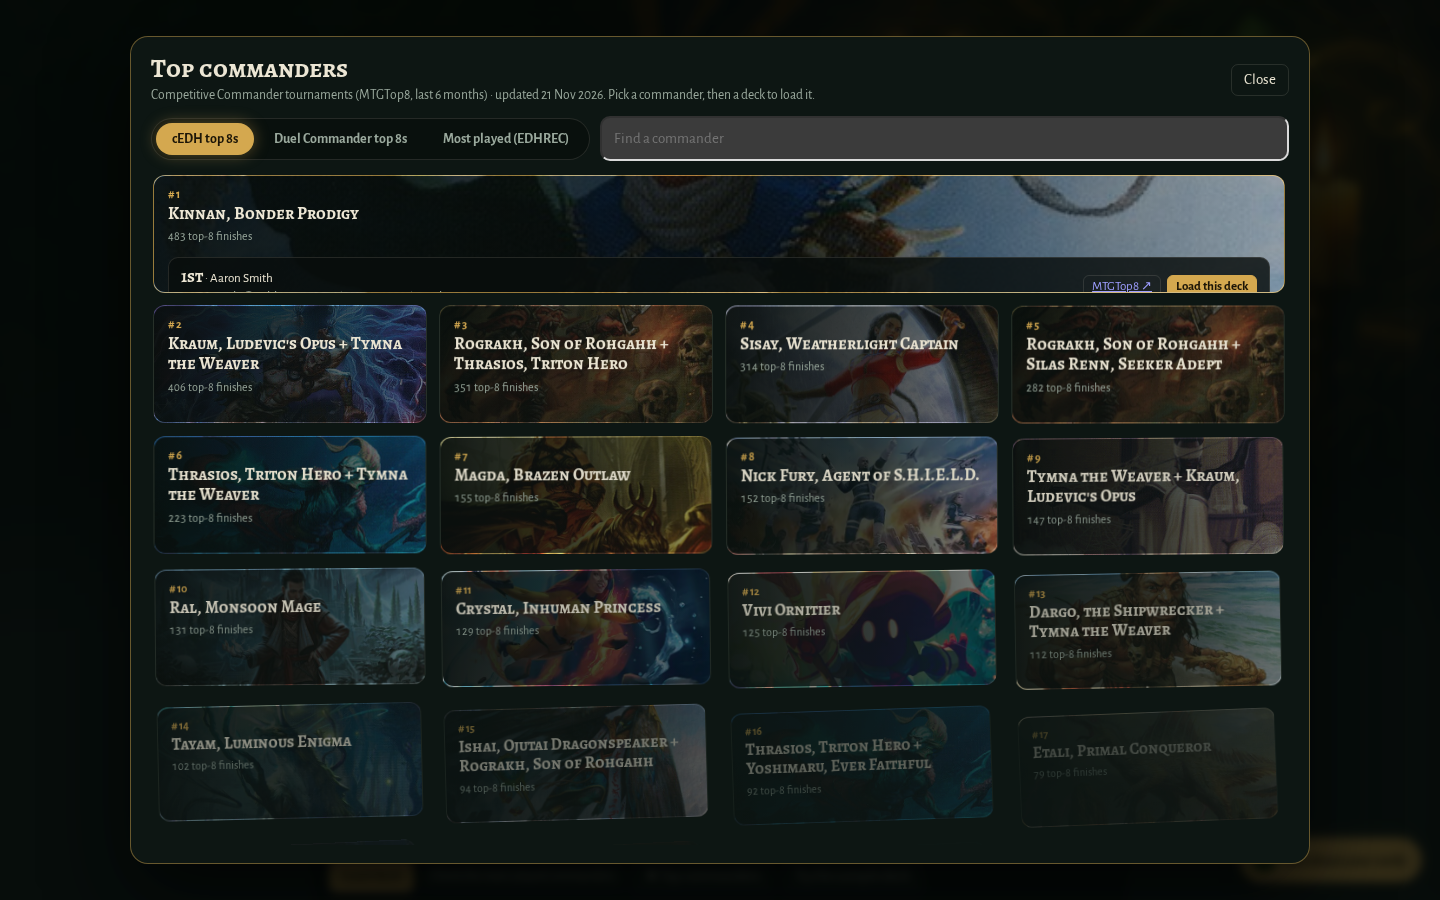 Top commanders
Competitive Commander tournaments (MTGTop8, last 6 months) · updated 21 Nov 2026. Pick a commander, then a deck to load it.
Close
cEDH top 8s
Duel Commander top 8s
Most played (EDHREC)
Find a commander
#1
Kinnan, Bonder Prodigy
483 top-8 finishes
1ST · Aaron Smith
MTGTop8 ↗
Load this deck
#2
Kraum, Ludevic's Opus + Tymna
the Weaver
406 top-8 finishes
#3
Rograkh, Son of Rohgahh +
Thrasios, Triton Hero
351 top-8 finishes
#4
Sisay, Weatherlight Captain
314 top-8 finishes
#5
Rograkh, Son of Rohgahh +
Silas Renn, Seeker Adept
282 top-8 finishes
#6
Thrasios, Triton Hero + Tymna
the Weaver
223 top-8 finishes
#7
Magda, Brazen Outlaw
155 top-8 finishes
#8
Nick Fury, Agent of S.H.I.E.L.D.
152 top-8 finishes
#9
Tymna the Weaver + Kraum,
Ludevic's Opus
147 top-8 finishes
#10
Ral, Monsoon Mage
131 top-8 finishes
#11
Crystal, Inhuman Princess
129 top-8 finishes
#12
Vivi Ornitier
125 top-8 finishes
#13
Dargo, the Shipwrecker +
Tymna the Weaver
112 top-8 finishes
#14
Tayam, Luminous Enigma
102 top-8 finishes
#15
Ishai, Ojutai Dragonspeaker +
Rograkh, Son of Rohgahh
94 top-8 finishes
#16
Thrasios, Triton Hero +
Yoshimaru, Ever Faithful
92 top-8 finishes
#17
Etali, Primal Conqueror
79 top-8 finishes